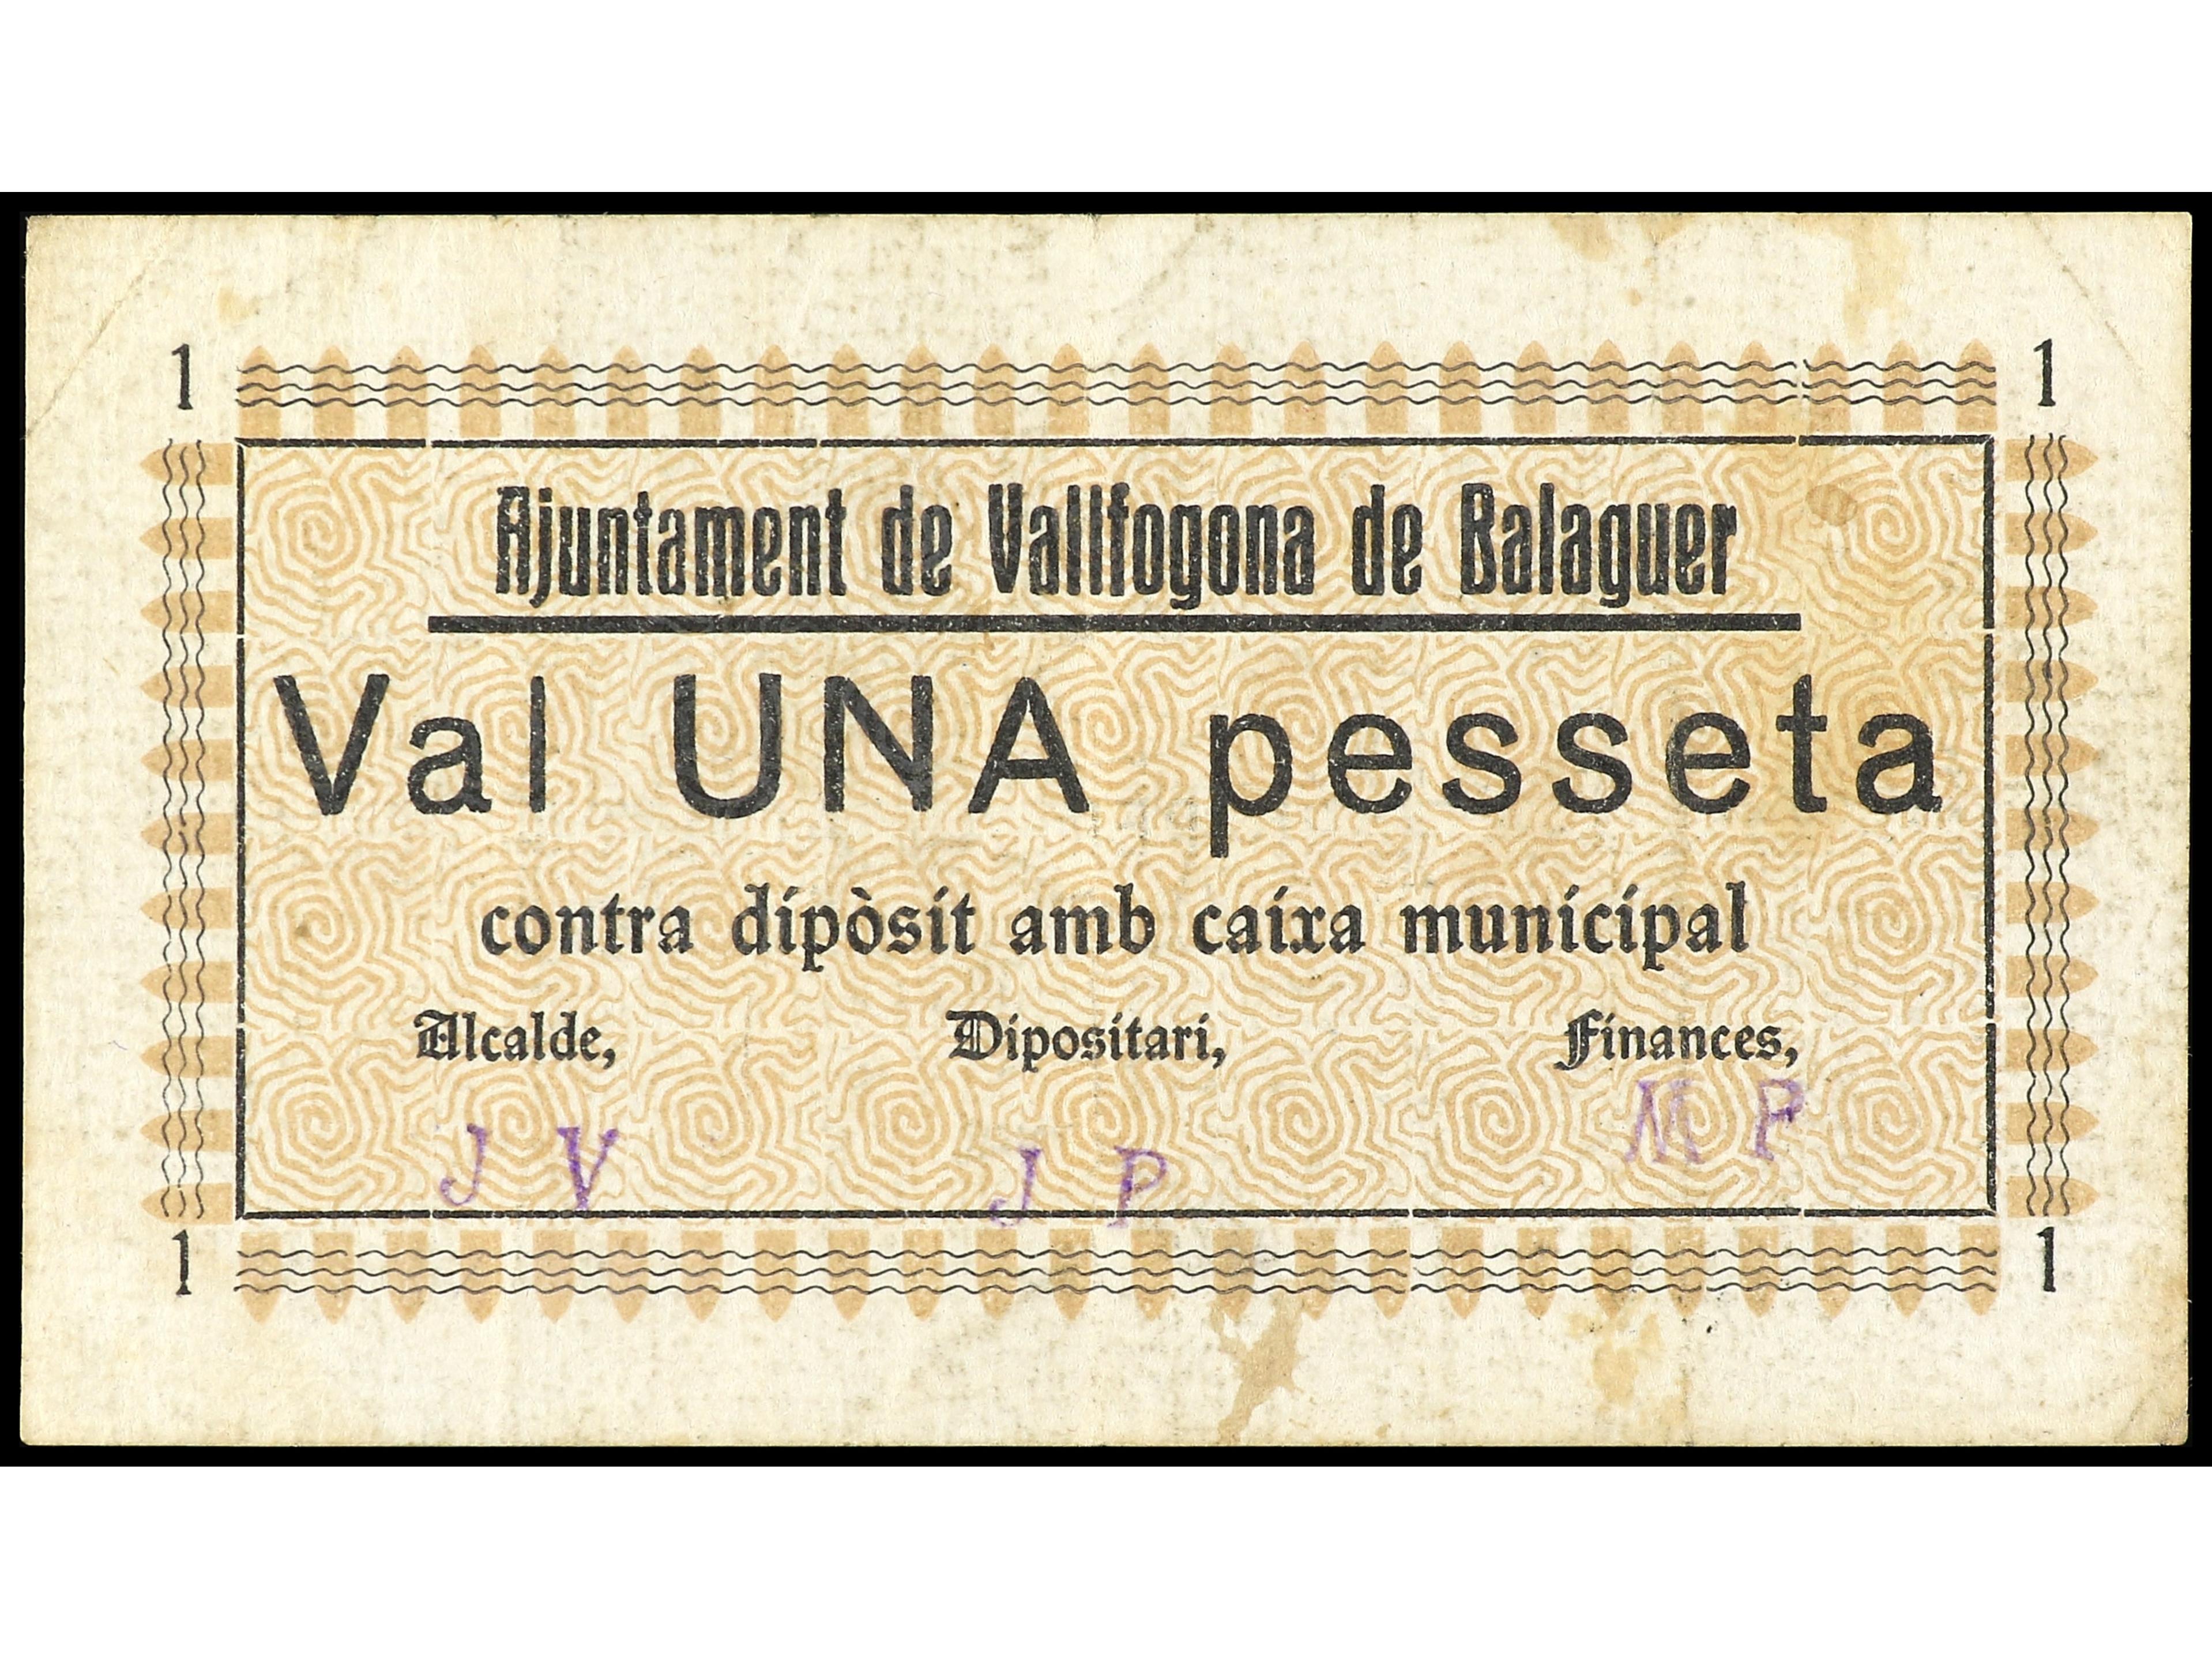 1 1
Ajuntament de Vallfogona de Balaguer
Val UNA pesseta
contra dipòsit amb caixa municipal
Alcalde, Dipositari, Finances,
J V J P M P
1 1